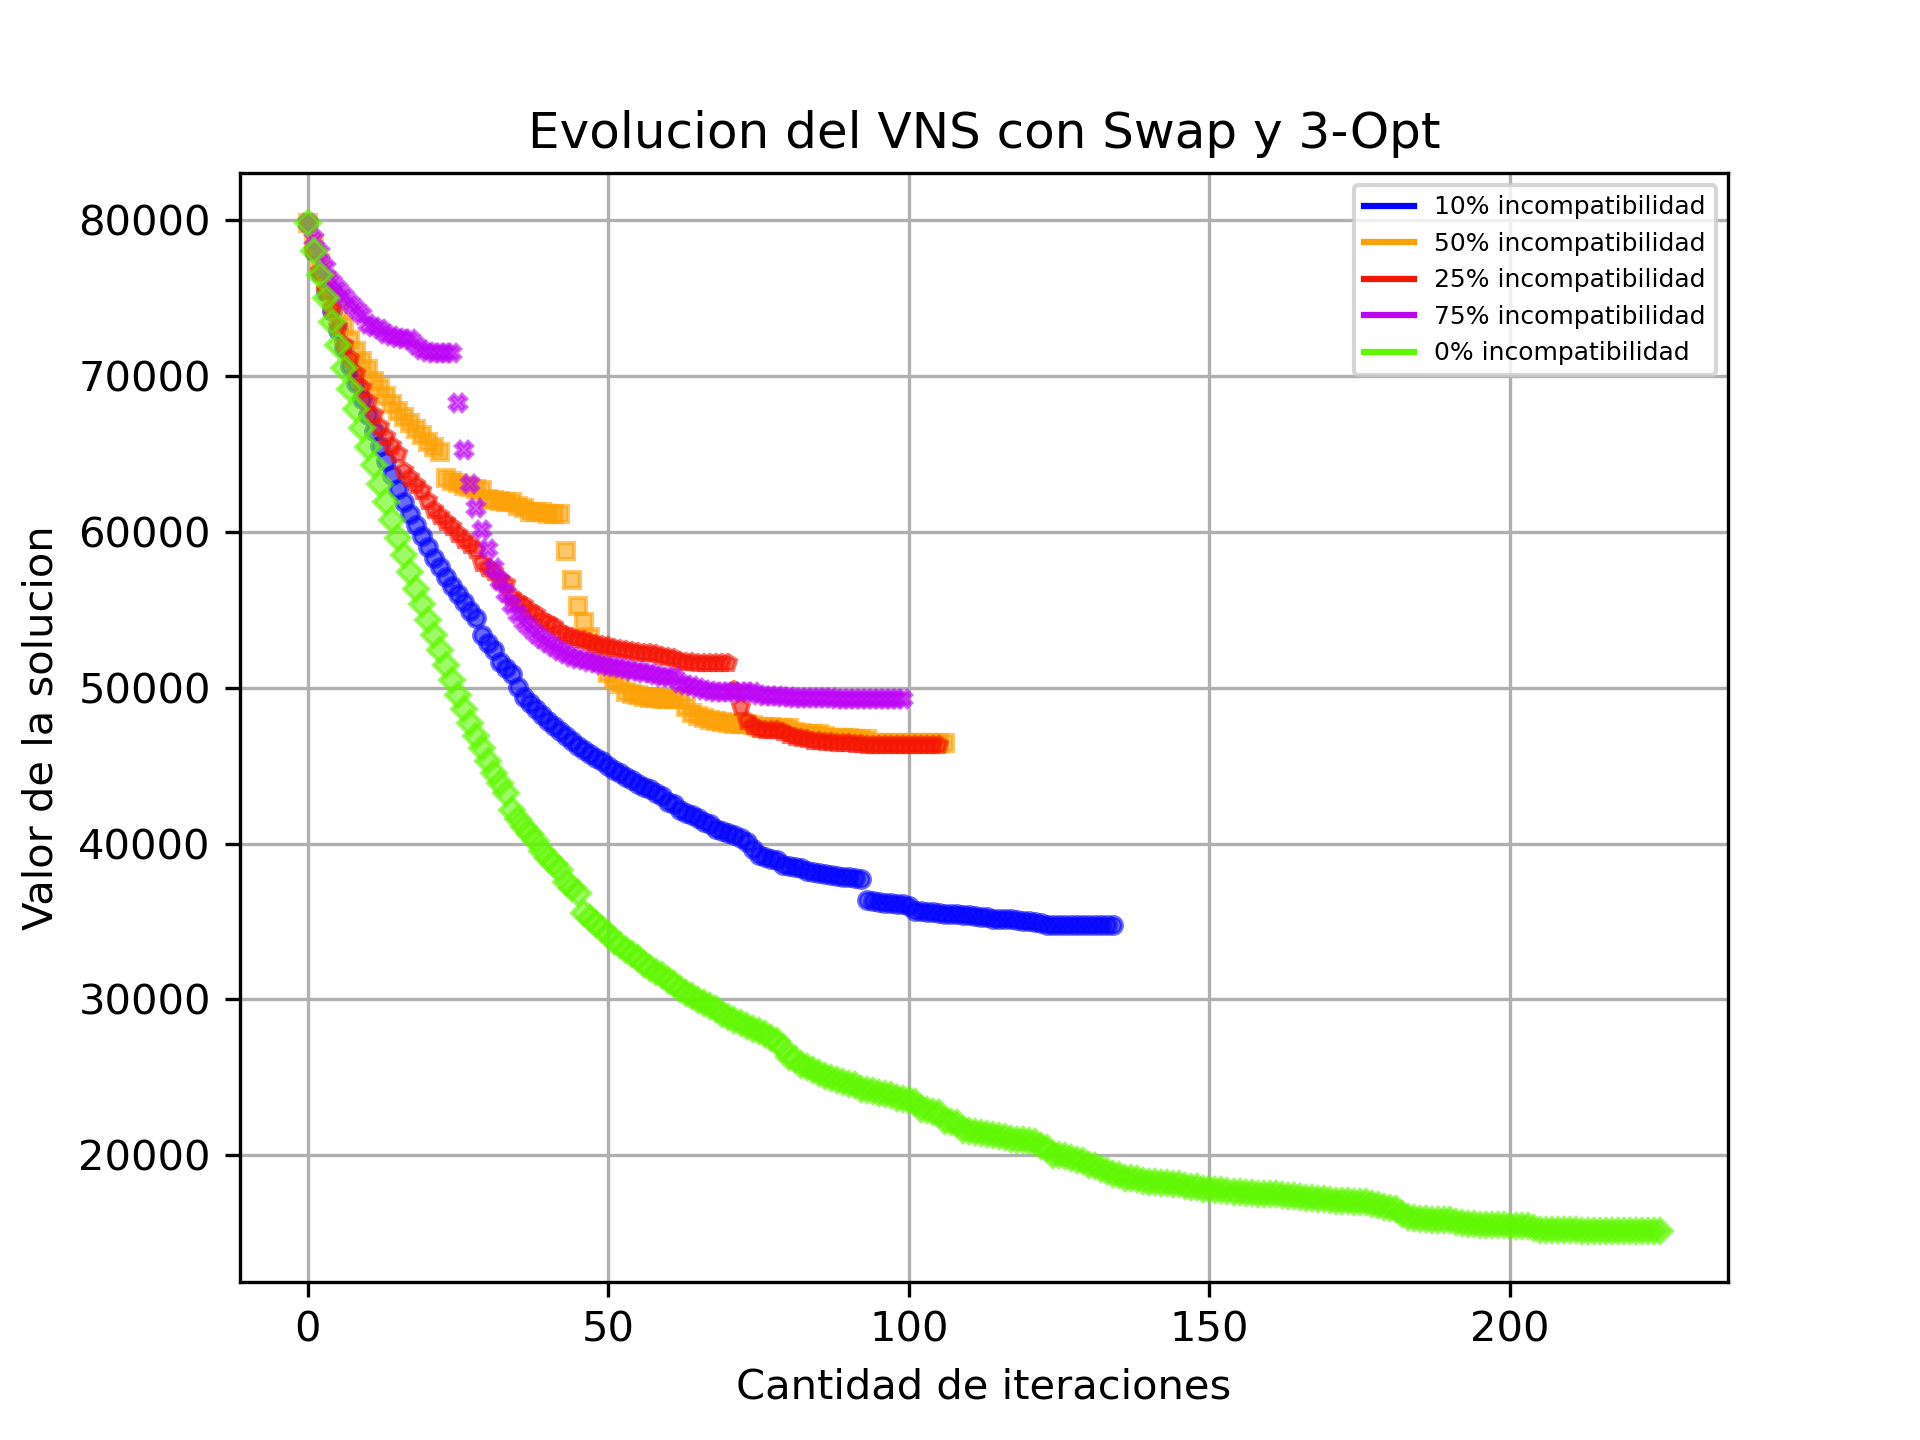 Evolucion del VNS con Swap y 3-Opt
10% incompatibilidad
50% incompatibilidad
25% incompatibilidad
75% incompatibilidad
0% incompatibilidad
80000
70000
60000
50000
40000
30000
20000
Valor de la solucion
0 50 100 150 200
Cantidad de iteraciones